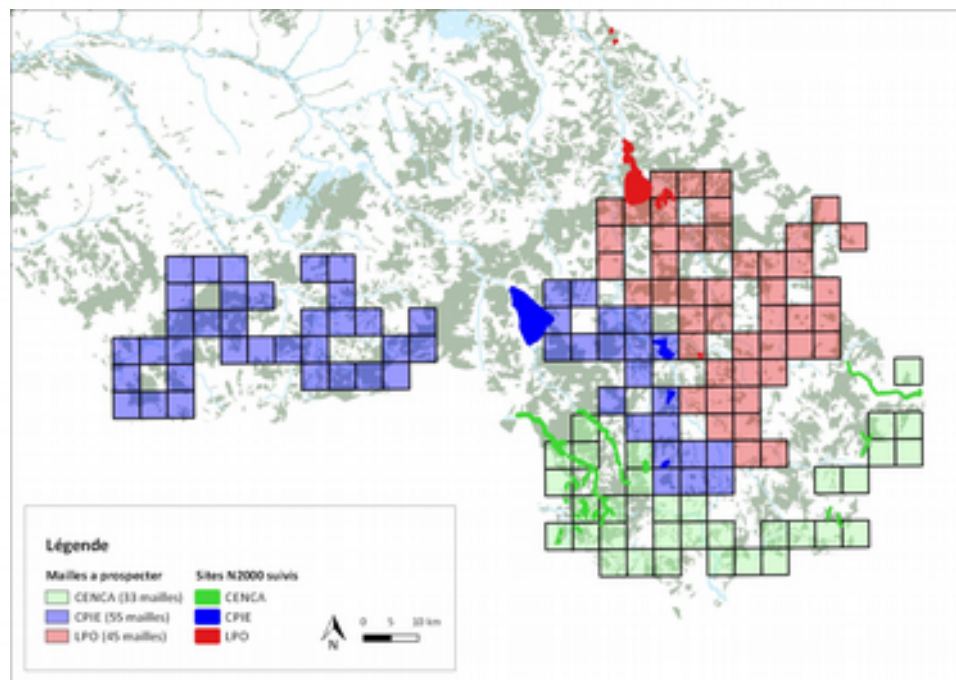 Légende
Mailles a prospecter
Sites N2000 suivis
CENCA (33 mailles)
CENCA
CPIE (55 mailles)
CPIE
LPO (45 mailles)
LPO
N
0 5 10 km